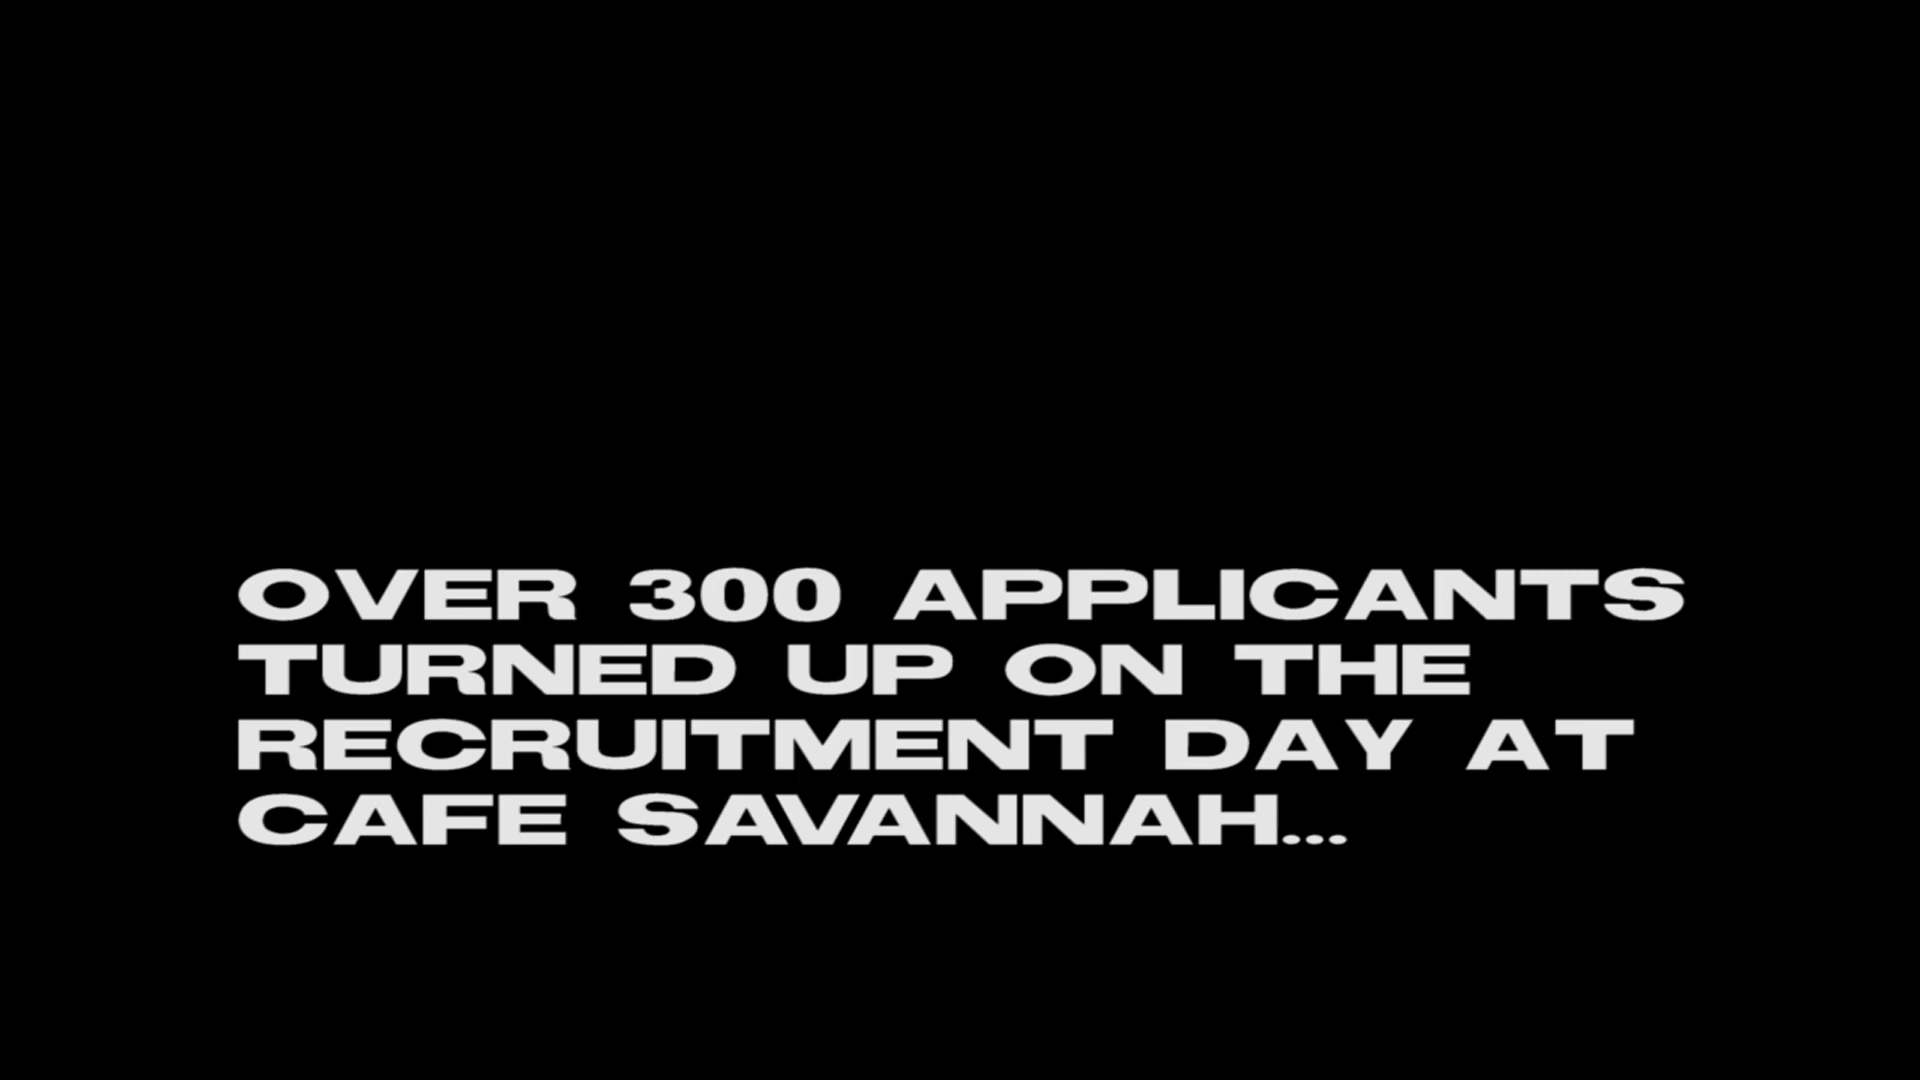 OVER 300 APPLICANTS
TURNED UP ON THE
RECRUITMENT DAY AT
CAFE SAVANNAH...